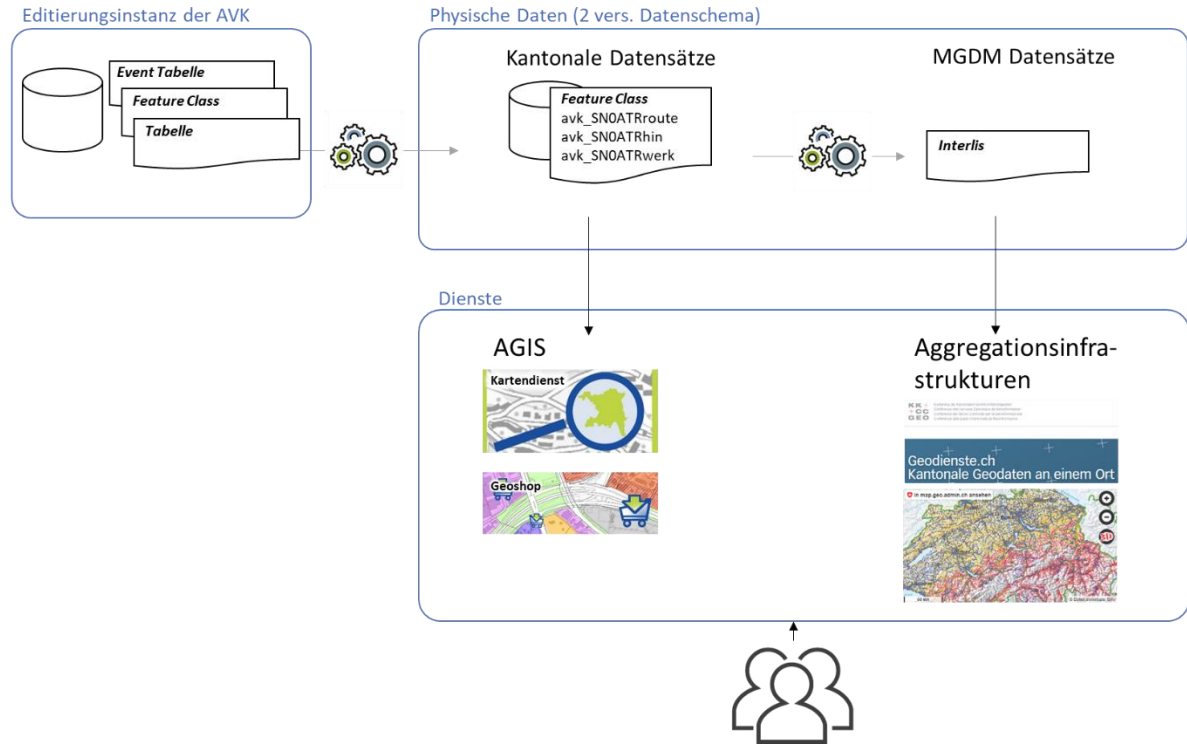 Editierungsinstanz der AVK
Event Tabelle
Feature Class
Tabelle
Physische Daten (2 vers. Datenschema)
Kantonale Datensätze
Feature Class
avk_SN0ATRroute
avk_SN0ATRhin
avk_SN0ATRwerk
MGDM Datensätze
Interlis
Dienste
AGIS
Kartendienst
Geoshop
Aggregationsinfra-
strukturen
KK
CC
GEO
Geodienste.ch
Kantonale Geodaten an einem Ort
In map.geo.admin.ch ansehen